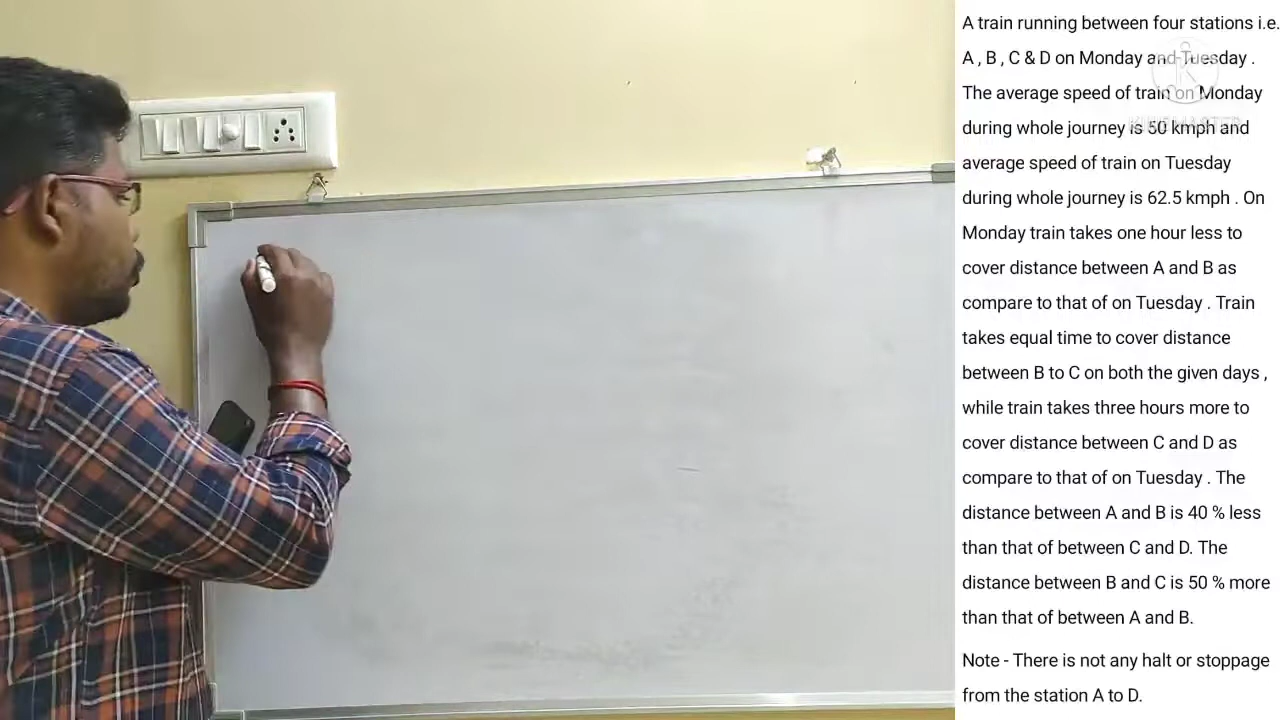 A train running between four stations i.e.
A , B , C & D on Monday and Tuesday .
The average speed of train on Monday
during whole journey is 50 kmph and
average speed of train on Tuesday
during whole journey is 62.5 kmph . On
Monday train takes one hour less to
cover distance between A and B as
compare to that of on Tuesday . Train
takes equal time to cover distance
between B to C on both the given days ,
while train takes three hours more to
cover distance between C and D as
compare to that of on Tuesday . The
distance between A and B is 40 % less
than that of between C and D. The
distance between B and C is 50 % more
than that of between A and B.
Note - There is not any halt or stoppage
from the station A to D.
KINEMASTER